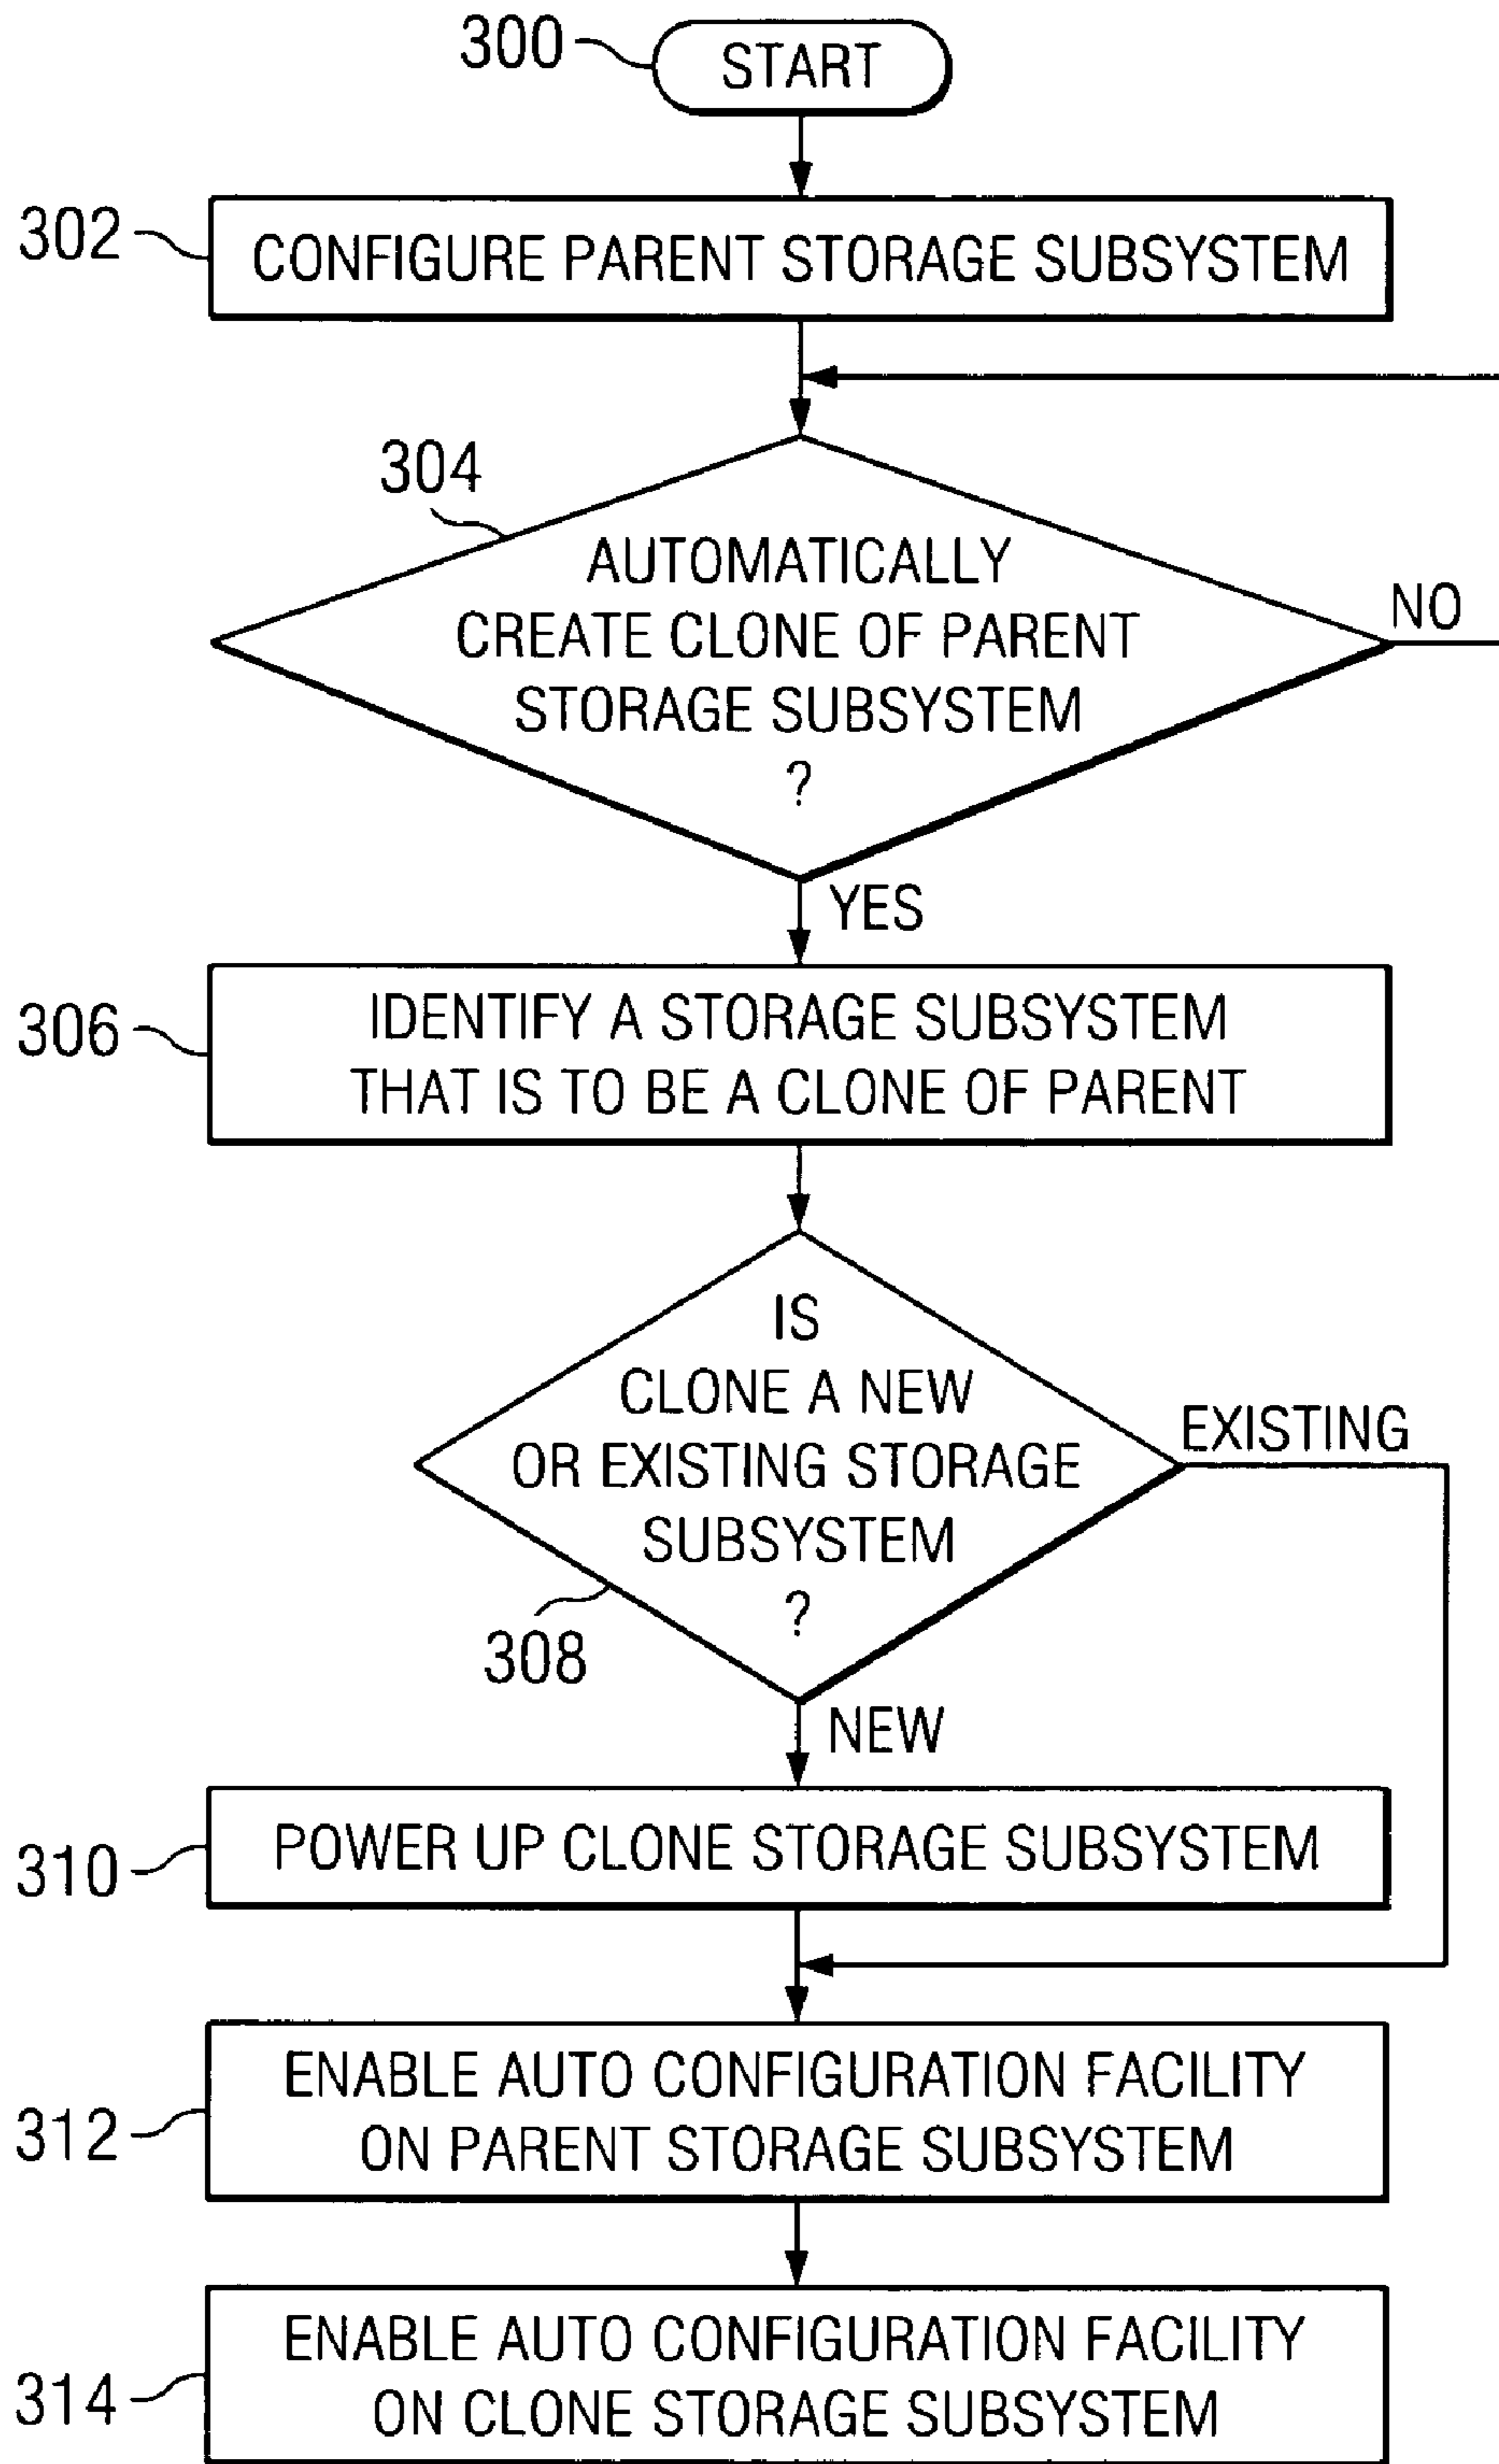 300
START
302
CONFIGURE PARENT STORAGE SUBSYSTEM
304
AUTOMATICALLY
CREATE CLONE OF PARENT
STORAGE SUBSYSTEM
?
NO
YES
306
IDENTIFY A STORAGE SUBSYSTEM
THAT IS TO BE A CLONE OF PARENT
IS
CLONE A NEW
OR EXISTING STORAGE
SUBSYSTEM
?
EXISTING
308
NEW
310
POWER UP CLONE STORAGE SUBSYSTEM
312
ENABLE AUTO CONFIGURATION FACILITY
ON PARENT STORAGE SUBSYSTEM
314
ENABLE AUTO CONFIGURATION FACILITY
ON CLONE STORAGE SUBSYSTEM